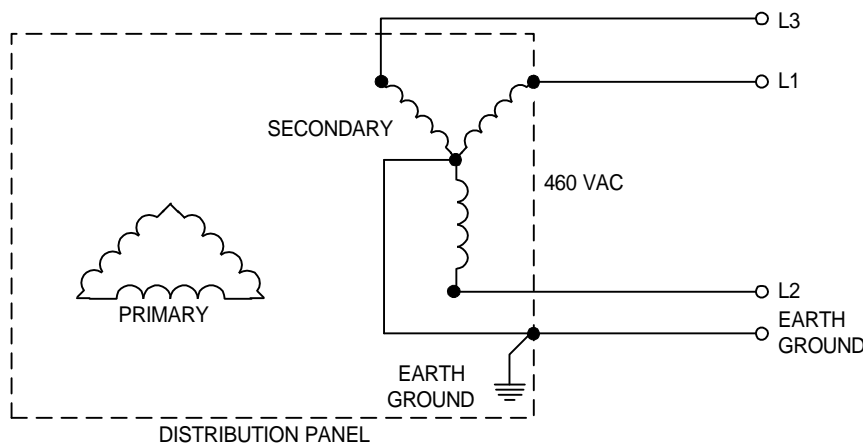 L3
L1
SECONDARY
460 VAC
L2
PRIMARY
EARTH
GROUND
EARTH
GROUND
DISTRIBUTION PANEL